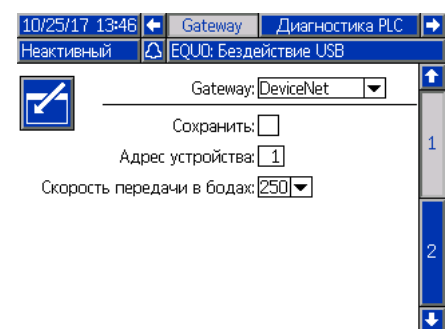 10/25/17 13:46 Gateway Диагностика PLC
Неактивный EQU0: Бездействие USB
Gateway: DeviceNet
Сохранить:
1
Адрес устройства: 1
Скорость передачи в бодах: 250
2